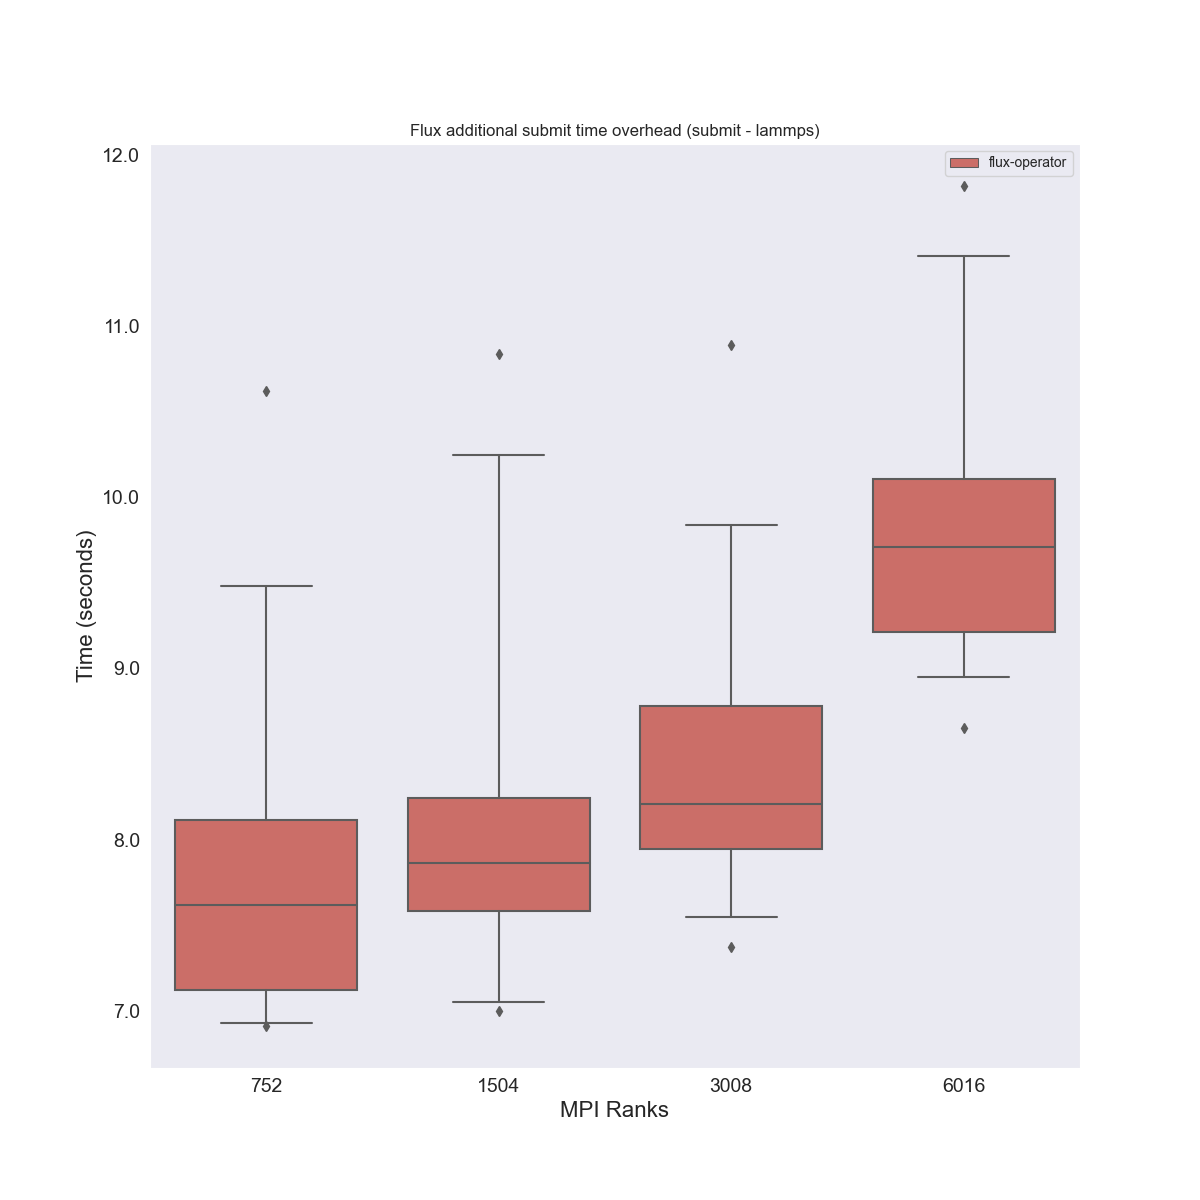 Flux additional submit time overhead (submit - lammps)
flux-operator
12.0
11.0
10.0
9.0
8.0
7.0
Time (seconds)
752 1504 3008 6016
MPI Ranks